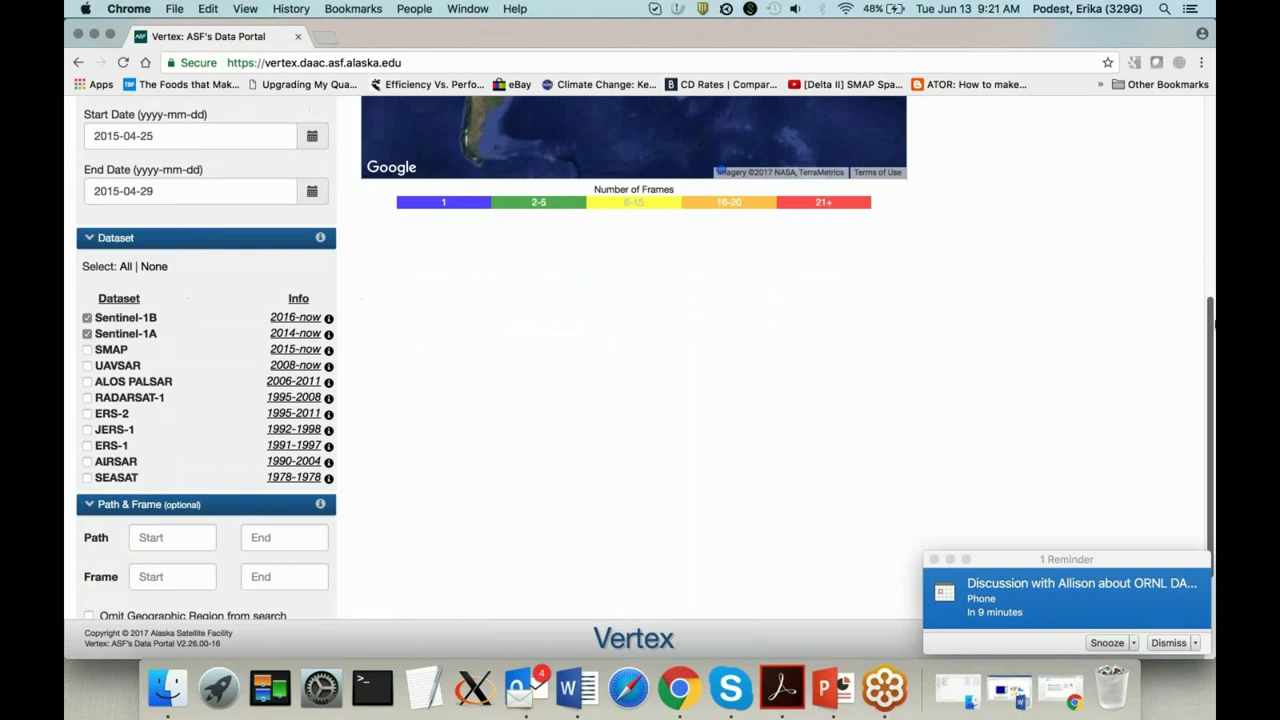 Chrome File Edit View History Bookmarks People Window Help 48% Tue Jun 13 9:21 AM Podest, Erika (329G)
Vertex: ASF's Data Portal
Secure https://vertex.daac.asf.alaska.edu
Apps The Foods that Mak... Upgrading My Qua... Efficiency Vs. Perfo... eBay Climate Change: Ke... CD Rates | Compar... [Delta II] SMAP Spa... ATOR: How to make... » Other Bookmarks
Start Date (yyyy-mm-dd)
2015-04-25
End Date (yyyy-mm-dd)
2015-04-29
Google
Imagery ©2017 NASA, TerraMetrics Terms of Use
Number of Frames
1 2-5 6-15 16-20 21+
Dataset
Select: All | None
Dataset Info
Sentinel-1B 2016-now
Sentinel-1A 2014-now
SMAP 2015-now
UAVSAR 2008-now
ALOS PALSAR 2006-2011
RADARSAT-1 1995-2008
ERS-2 1995-2011
JERS-1 1992-1998
ERS-1 1991-1997
AIRSAR 1990-2004
SEASAT 1978-1978
Path & Frame (optional)
Path Start End
Frame Start End
Omit Geographic Region from search
Copyright © 2017 Alaska Satellite Facility
Vertex: ASF's Data Portal V2.26.00-16
Vertex
1 Reminder
Discussion with Allison about ORNL DA...
Phone
In 9 minutes
Snooze Dismiss
4